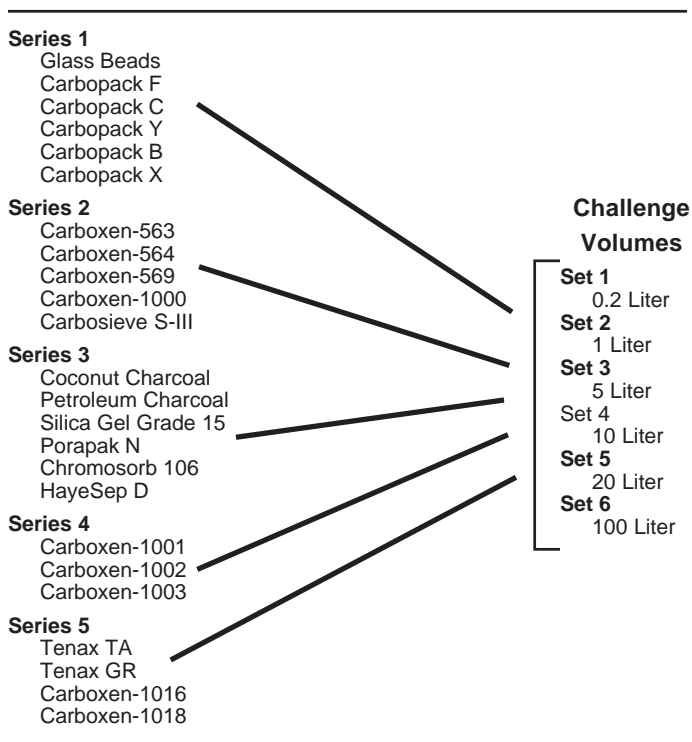 Series 1
Glass Beads
Carbopack F
Carbopack C
Carbopack Y
Carbopack B
Carbopack X
Series 2
Carboxen-563
Carboxen-564
Carboxen-569
Carboxen-1000
Carbosieve S-III
Series 3
Coconut Charcoal
Petroleum Charcoal
Silica Gel Grade 15
Porapak N
Chromosorb 106
HayeSep D
Series 4
Carboxen-1001
Carboxen-1002
Carboxen-1003
Series 5
Tenax TA
Tenax GR
Carboxen-1016
Carboxen-1018
Challenge
Volumes
Set 1
0.2 Liter
Set 2
1 Liter
Set 3
5 Liter
Set 4
10 Liter
Set 5
20 Liter
Set 6
100 Liter